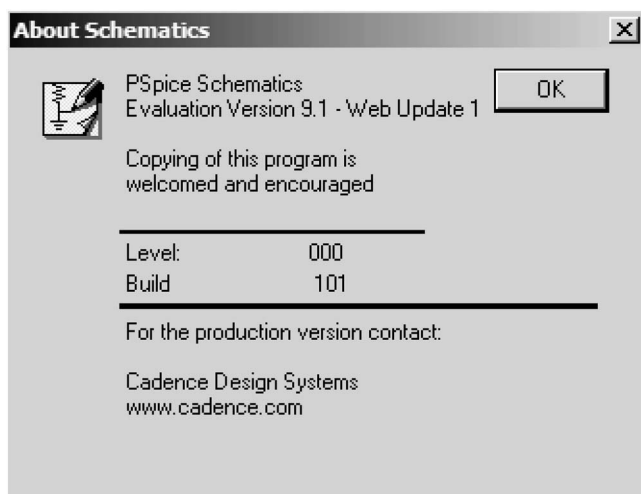 About Schematics
PSpice Schematics
Evaluation Version 9.1 - Web Update 1
OK
Copying of this program is
welcomed and encouraged
Level: 000
Build 101
For the production version contact:
Cadence Design Systems
www.cadence.com